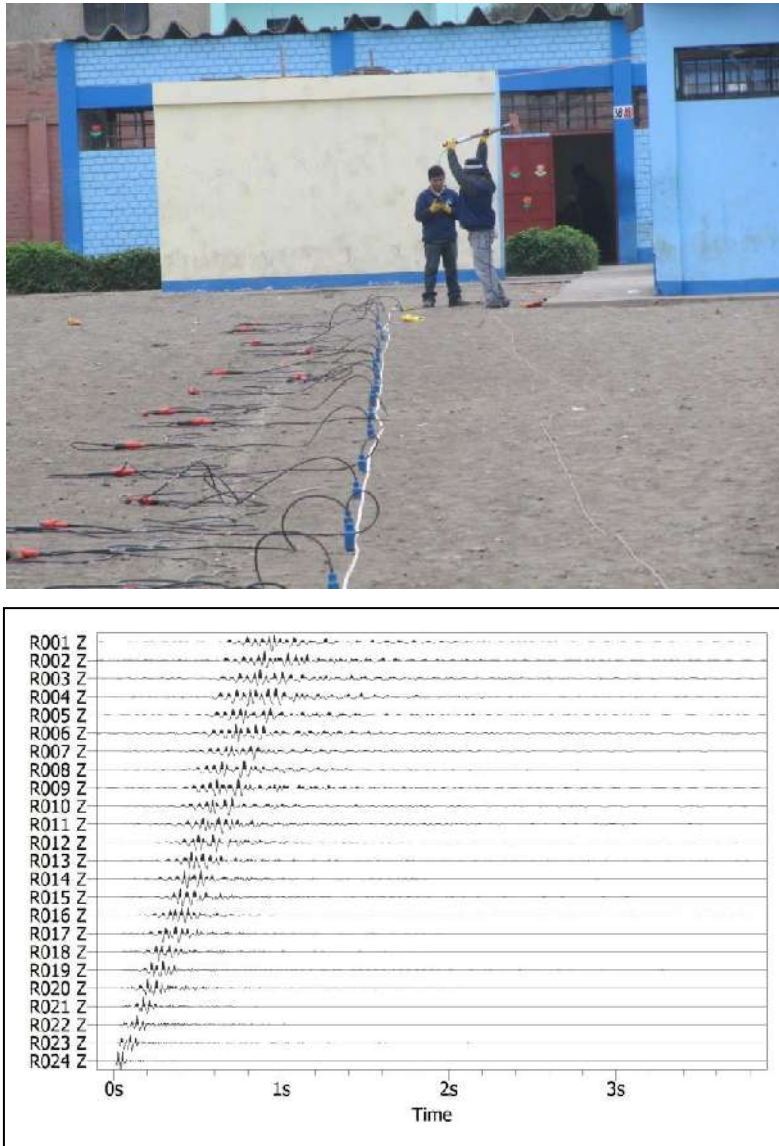 R001 Z
R002 Z
R003 Z
R004 Z
R005 Z
R006 Z
R007 Z
R008 Z
R009 Z
R010 Z
R011 Z
R012 Z
R013 Z
R014 Z
R015 Z
R016 Z
R017 Z
R018 Z
R019 Z
R020 Z
R021 Z
R022 Z
R023 Z
R024 Z
0s 1s 2s 3s
Time